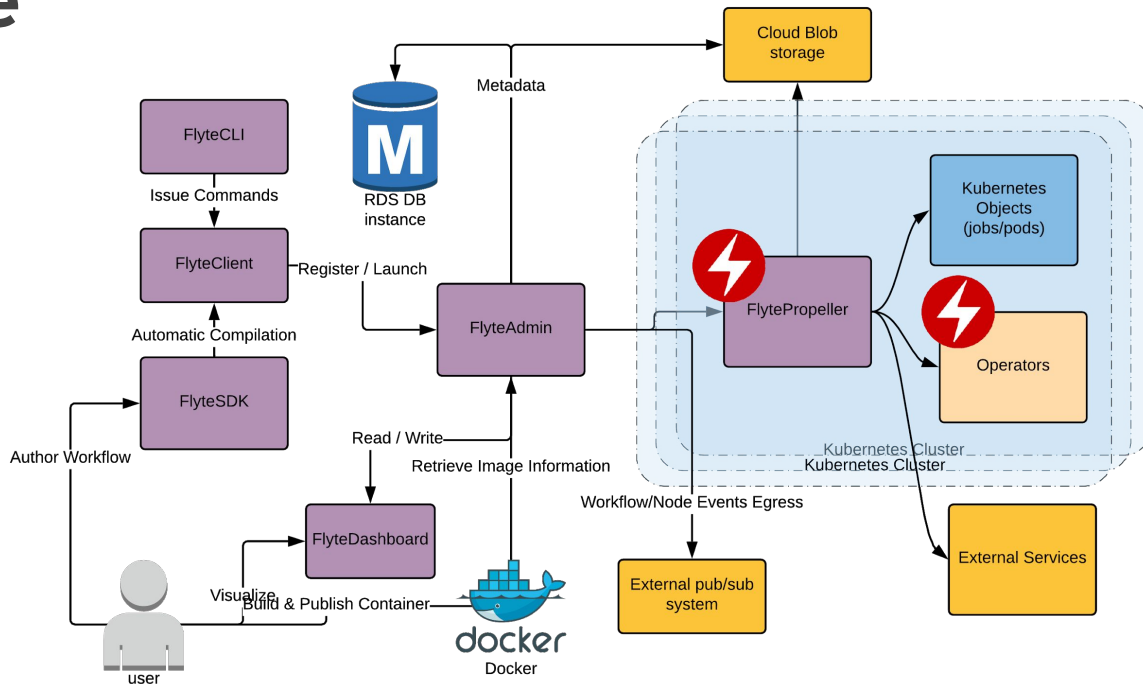 e
Cloud Blob
storage
Metadata
FlyteCLI
M
Issue Commands
RDS DB
instance
Kubernetes
Objects
(jobs/pods)
FlyteClient
Register / Launch
FlytePropeller
FlyteAdmin
Automatic Compilation
Operators
FlyteSDK
Read / Write
Kubernetes Cluster
Kubernetes Cluster
Author Workflow
Retrieve Image Information
Workflow/Node Events Egress
FlyteDashboard
External Services
External pub/sub
system
Visualize
Build & Publish Container
docker
Docker
user